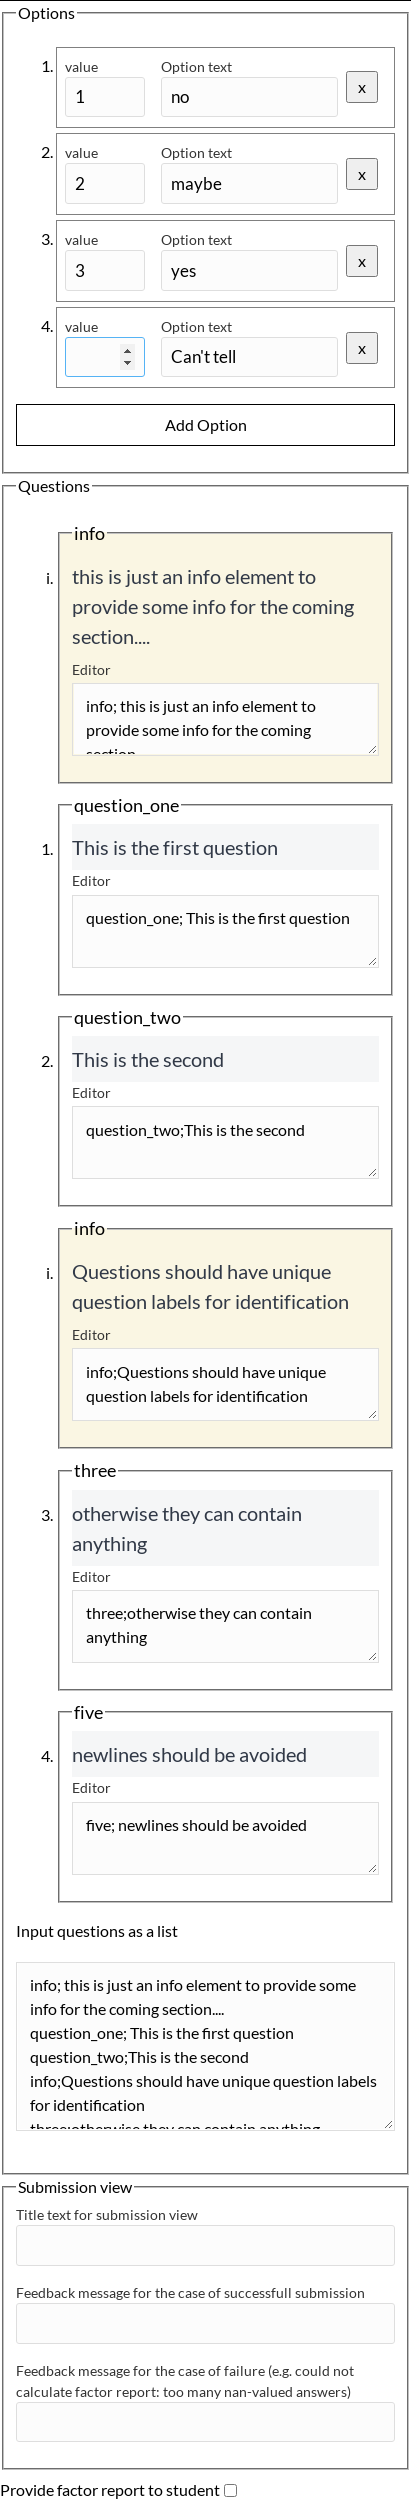 Options
1. value Option text
1 no x
2. value Option text
2 maybe x
3. value Option text
3 yes x
4. value Option text
Can't tell x
Add Option
Questions
info
i. this is just an info element to
provide some info for the coming
section....
Editor
info; this is just an info element to
provide some info for the coming
section
question_one
1. This is the first question
Editor
question_one; This is the first question
question_two
2. This is the second
Editor
question_two;This is the second
info
i. Questions should have unique
question labels for identification
Editor
info;Questions should have unique
question labels for identification
three
3. otherwise they can contain
anything
Editor
three;otherwise they can contain
anything
five
4. newlines should be avoided
Editor
five; newlines should be avoided
Input questions as a list
info; this is just an info element to provide some
info for the coming section....
question_one; This is the first question
question_two;This is the second
info;Questions should have unique question labels
for identification
three;otherwise they can contain anything
Submission view
Title text for submission view
Feedback message for the case of successfull submission
Feedback message for the case of failure (e.g. could not
calculate factor report: too many nan-valued answers)
Provide factor report to student